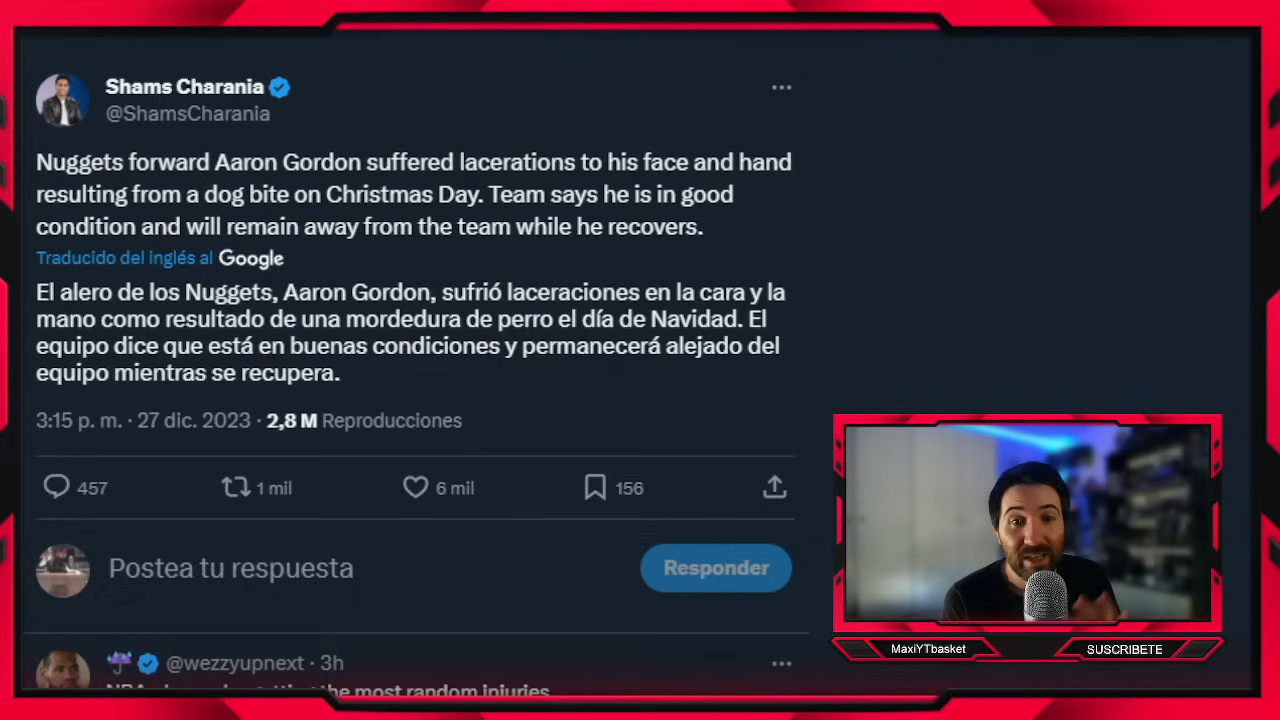 Shams Charania
@ShamsCharania
Nuggets forward Aaron Gordon suffered lacerations to his face and hand
resulting from a dog bite on Christmas Day. Team says he is in good
condition and will remain away from the team while he recovers.
Traducido del inglés al Google
El alero de los Nuggets, Aaron Gordon, sufrió laceraciones en la cara y la
mano como resultado de una mordedura de perro el día de Navidad. El
equipo dice que está en buenas condiciones y permanecerá alejado del
equipo mientras se recupera.
3:15 p. m. · 27 dic. 2023 · 2,8 M Reproducciones
457 1 mil 6 mil 156
Postea tu respuesta
Responder
@wezzyupnext · 3h
the most random injuries
MaxiYTbasket
SUSCRIBETE